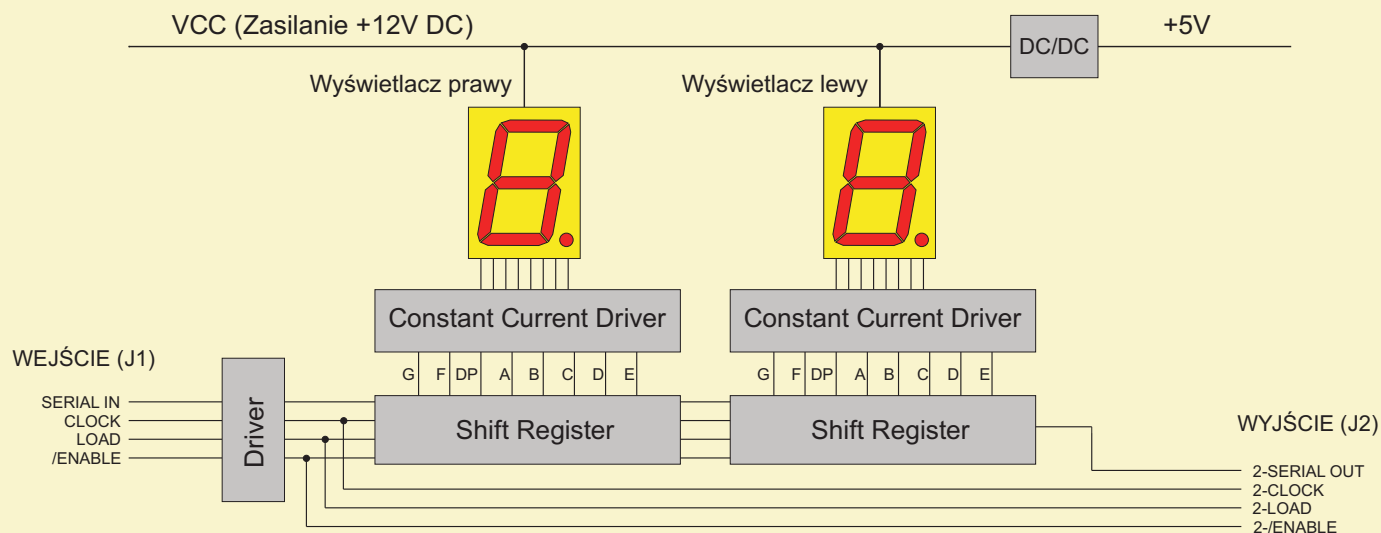 VCC (Zasilanie +12V DC)
DC/DC
+5V
Wyświetlacz prawy
Wyświetlacz lewy
Constant Current Driver
Constant Current Driver
G F DP A B C D E
G F DP A B C D E
WEJŚCIE (J1)
SERIAL IN
CLOCK
LOAD
/ENABLE
Driver
Shift Register
Shift Register
WYJŚCIE (J2)
2-SERIAL OUT
2-CLOCK
2-LOAD
2-/ENABLE